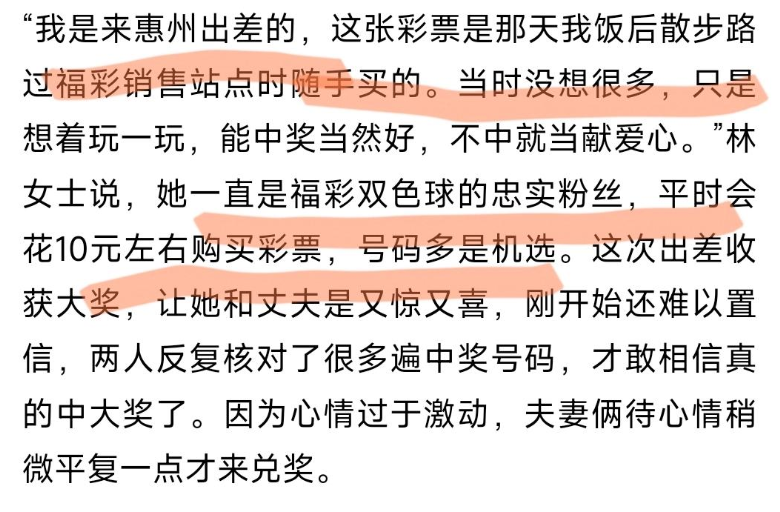 “我是来惠州出差的，这张彩票是那天我饭后散步路
过福彩销售站点时随手买的。当时没想很多，只是
想着玩一玩，能中奖当然好，不中就当献爱心。”林
女士说，她一直是福彩双色球的忠实粉丝，平时会
花10元左右购买彩票，号码多是机选。这次出差收
获大奖，让她和丈夫是又惊又喜，刚开始还难以置
信，两人反复核对了很多遍中奖号码，才敢相信真
的中大奖了。因为心情过于激动，夫妻俩待心情稍
微平复一点才来兑奖。